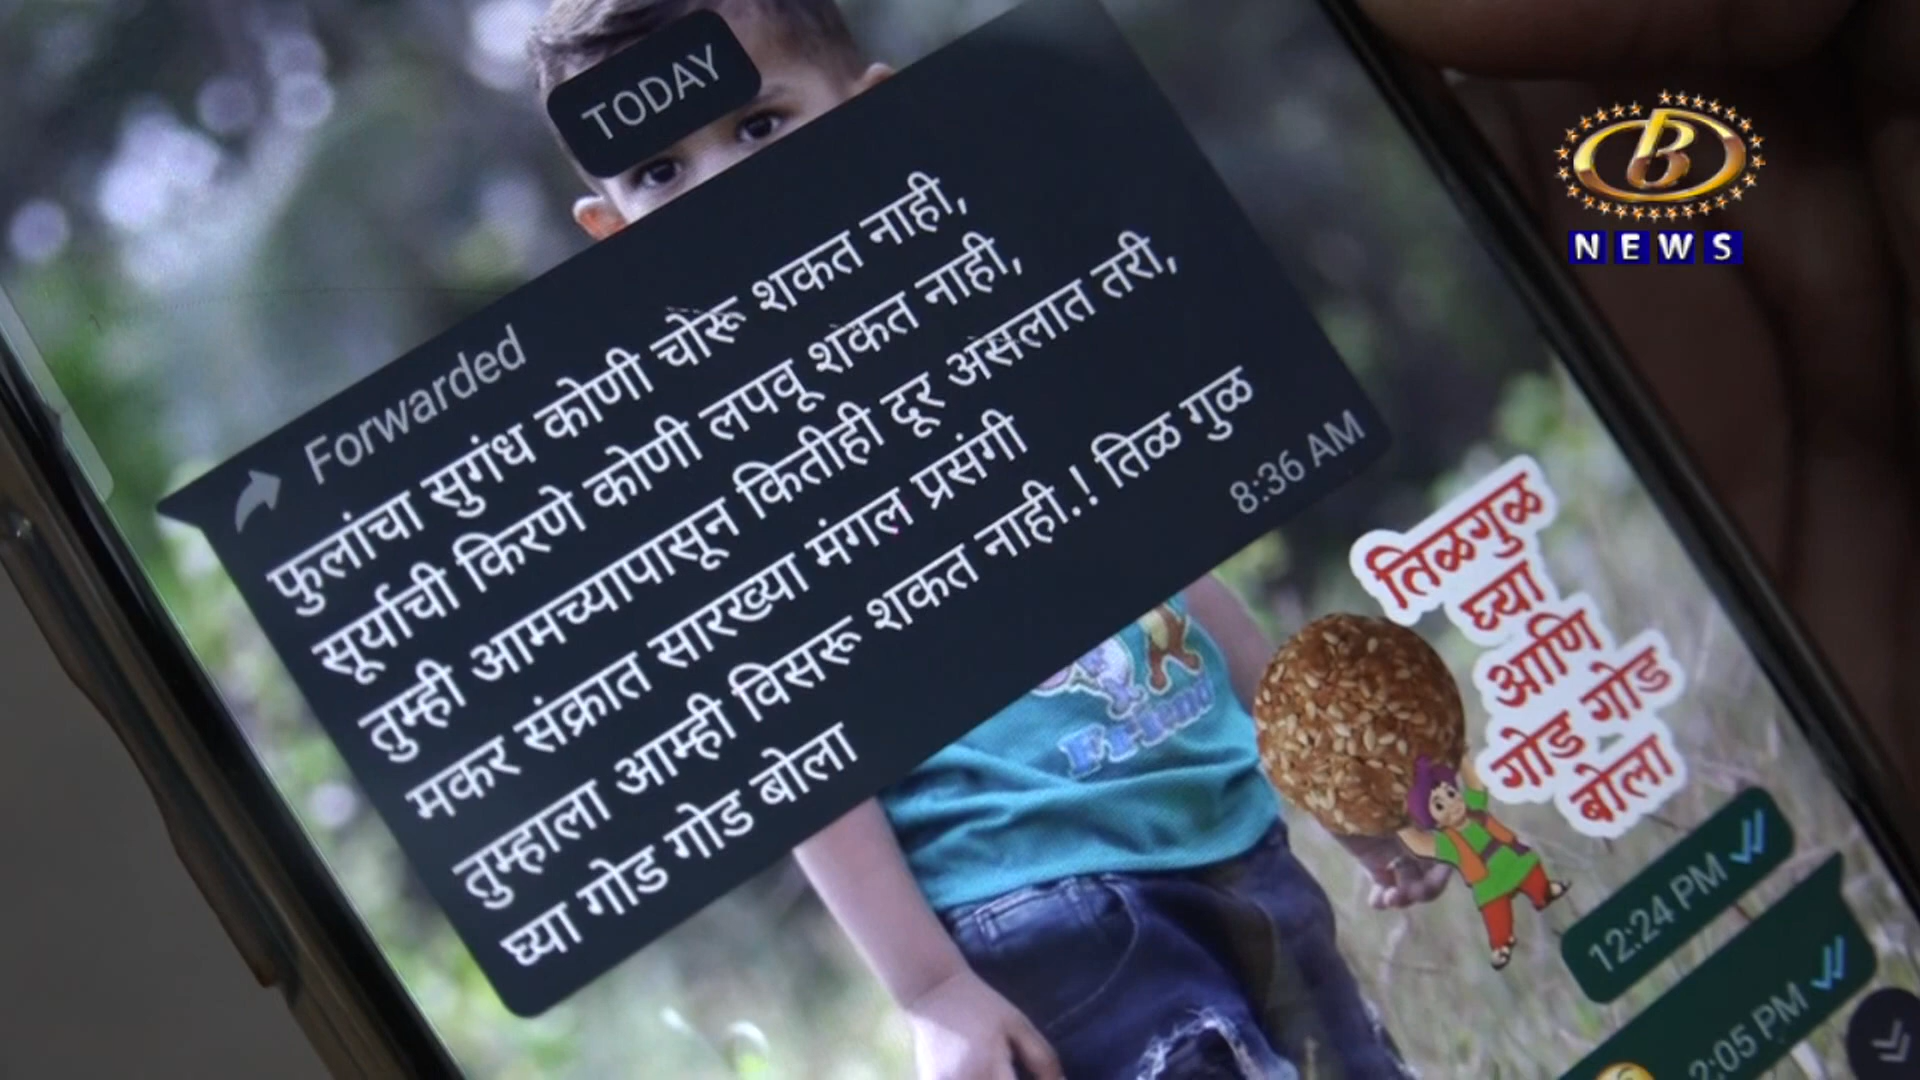 TODAY
Forwarded
फुलांचा सुगंध कोणी चोरू शकत नाही,
सूर्याची किरणे कोणी लपवू शकत नाही,
तुम्ही आमच्यापासून कितीही दूर असलात तरी,
मकर संक्रात सारख्या मंगल प्रसंगी
तुम्हाला आम्ही विसरू शकत नाही.! तिळ गुळ
घ्या गोड गोड बोला
8:36 AM
तिळगुळ
घ्या
आणि
गोड गोड
बोला
12:24 PM
2:05 PM
Friend
B
NEWS